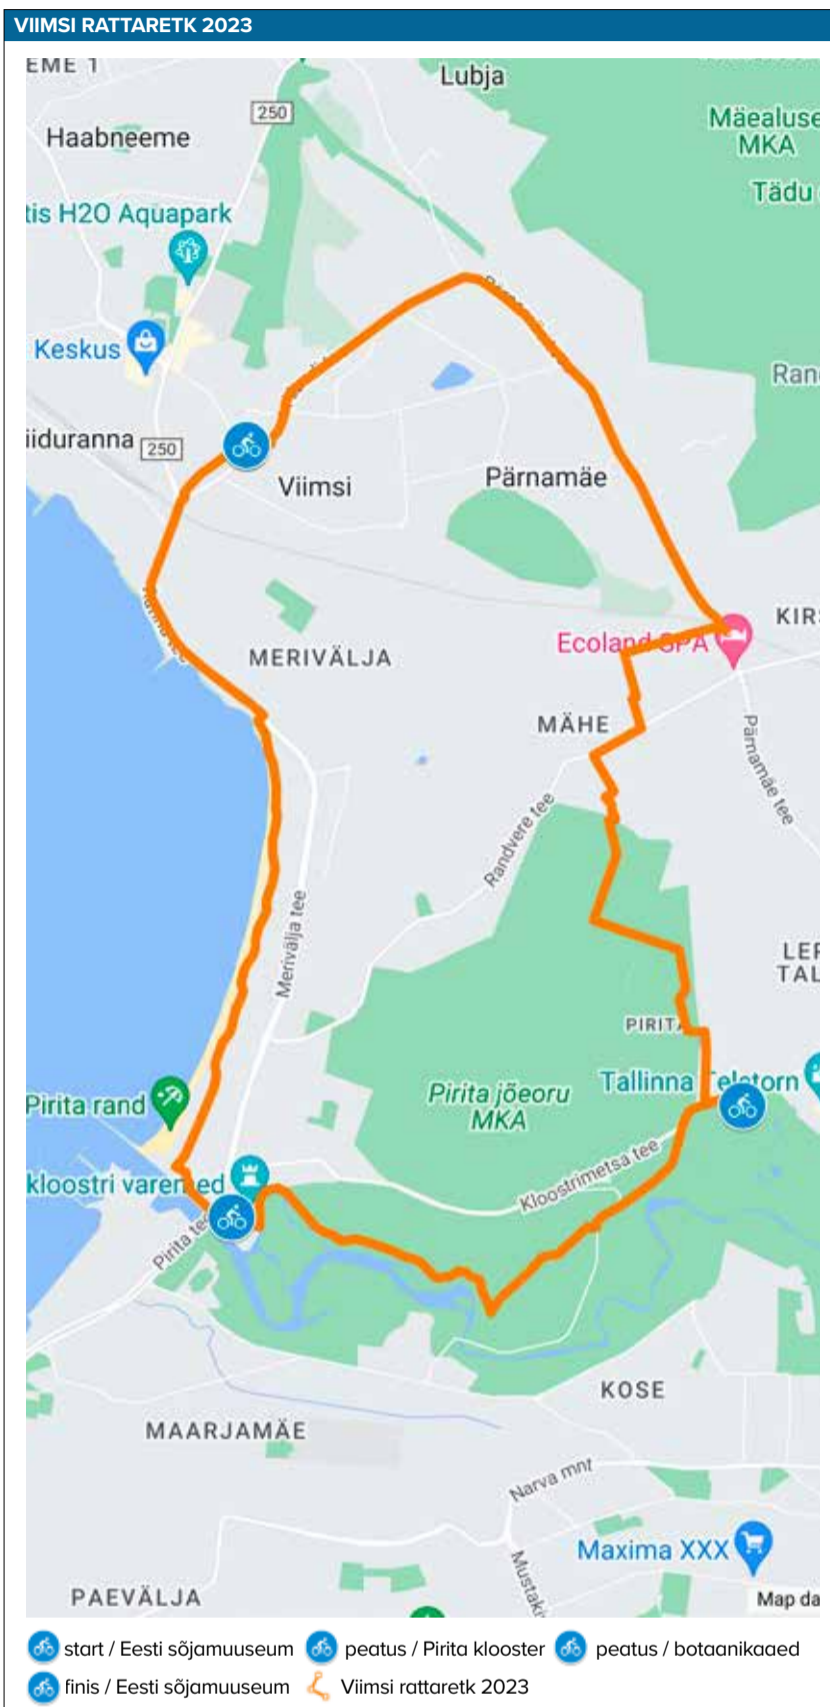 VIIMSI RATTARETK 2023
EME 1
Lubja
250
Mäealuse
MKA
Haabneeme
Tädu
tis H2O Aquapark
Keskus
Ran
iiduranna
250
Viimsi
Pärnamäe
Ranna tee
KIR
Ecoland SPA
MERIVÄLJA
MÄHE
Pärnamäe tee
Randvere tee
Merivälja tee
LEP
TAL
PIRITA
Tallinna Teletorn
Pirita jõeoru
MKA
Pirita rand
Kloostrimetsa tee
kloostri varemed
Pirita tee
KOSE
MAARJAMÄE
Narva mnt
Maxima XXX
PAEVÄLJA
Map da
start / Eesti sõjamuuseum peatus / Pirita klooster peatus / botaanikaaed
finis / Eesti sõjamuuseum Viimsi rattaretk 2023